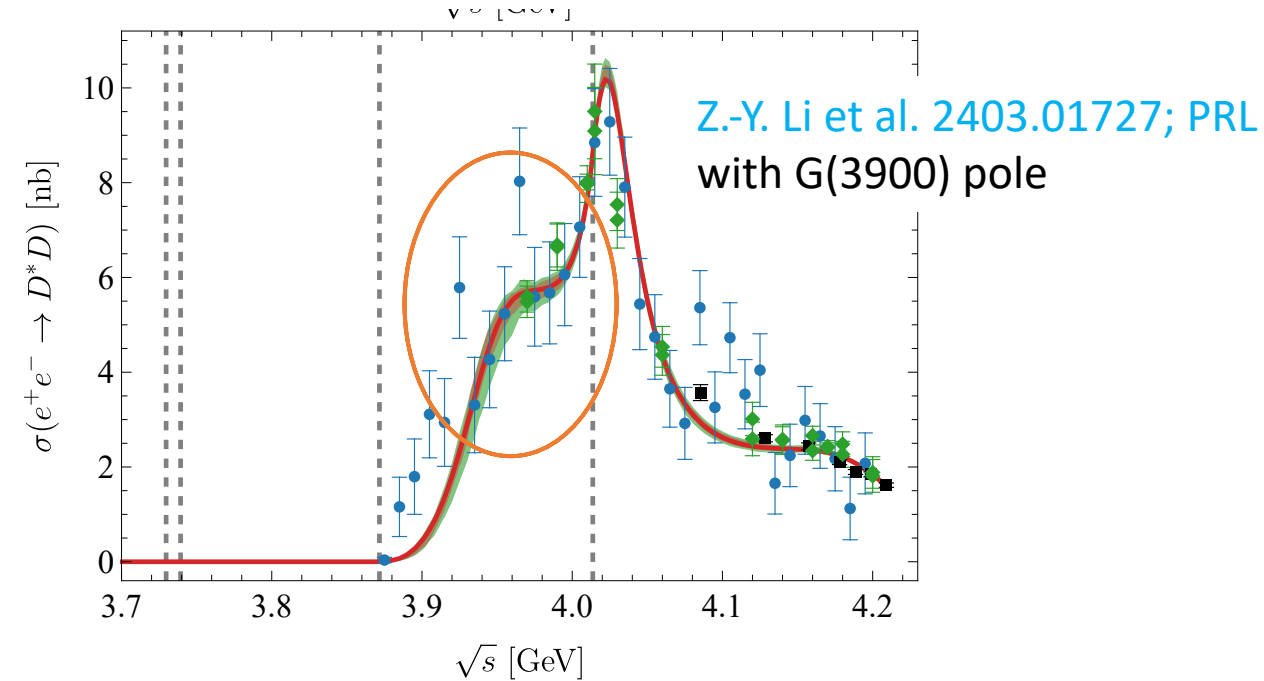 √s [GeV]
10
8
6
4
2
0
σ(e⁺e⁻ → D*D) [nb]
Z.-Y. Li et al. 2403.01727; PRL
with G(3900) pole
3.7 3.8 3.9 4.0 4.1 4.2
√s [GeV]